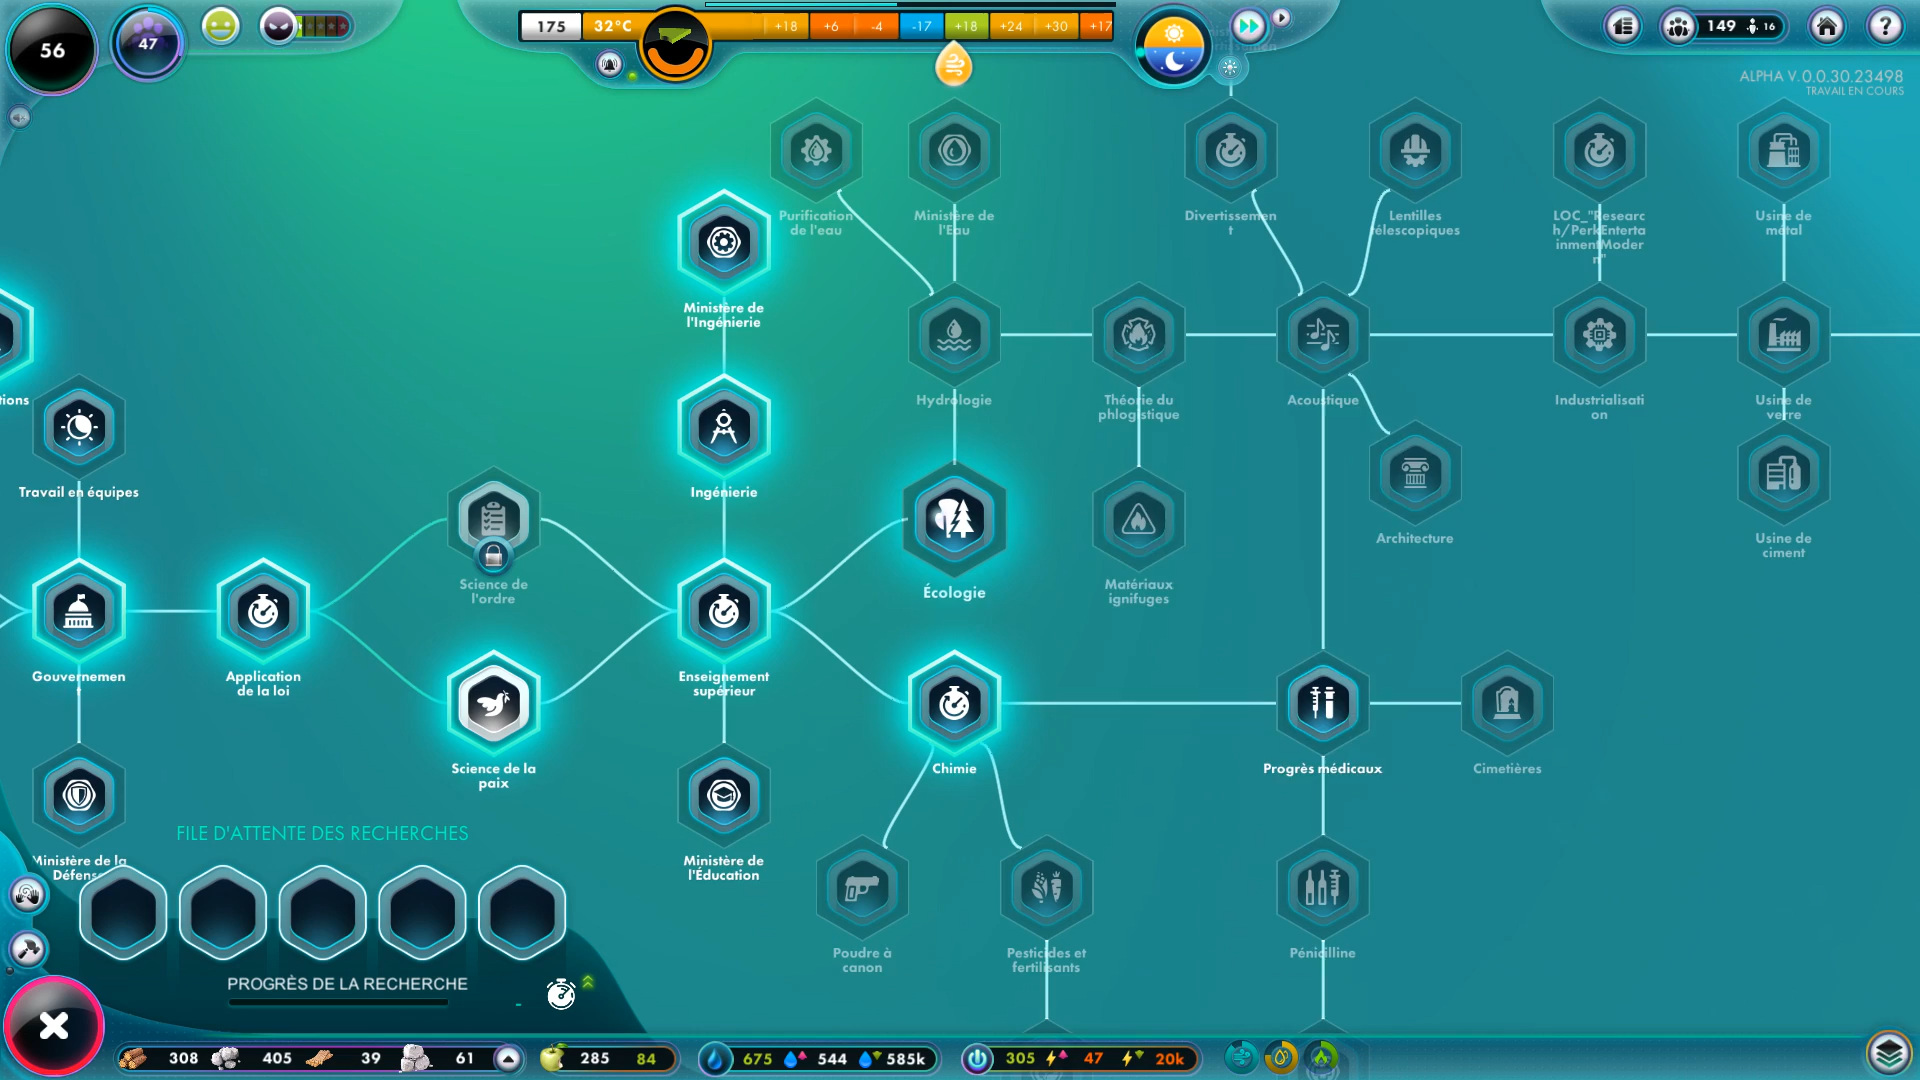 56
47
175
32°C
+18
+6
-4
-17
+18
+24
+30
+17
149
16
?
ALPHA V.0.0.30.23498
TRAVAIL EN COURS
Purification
de l'eau
Ministère de
l'Eau
Divertissemen
t
Lentilles
télescopiques
LOC_"Researc
h/PerkEnterta
inmentModer
n"
Usine de
métal
Ministère de
l'Ingénierie
tions
Hydrologie
Théorie du
phlogistique
Acoustique
Industrialisati
on
Usine de
verre
Travail en équipes
Ingénierie
Architecture
Usine de
ciment
Science de
l'ordre
Écologie
Matériaux
ignifuges
Gouvernemen
t
Application
de la loi
Enseignement
supérieur
Science de la
paix
Chimie
Progrès médicaux
Cimetières
FILE D'ATTENTE DES RECHERCHES
Ministère de la
Défens
Ministère de
l'Éducation
Poudre à
canon
Pesticides et
fertilisants
Pénicilline
PROGRÈS DE LA RECHERCHE
-
308
405
39
61
285
84
675
544
585k
305
47
20k